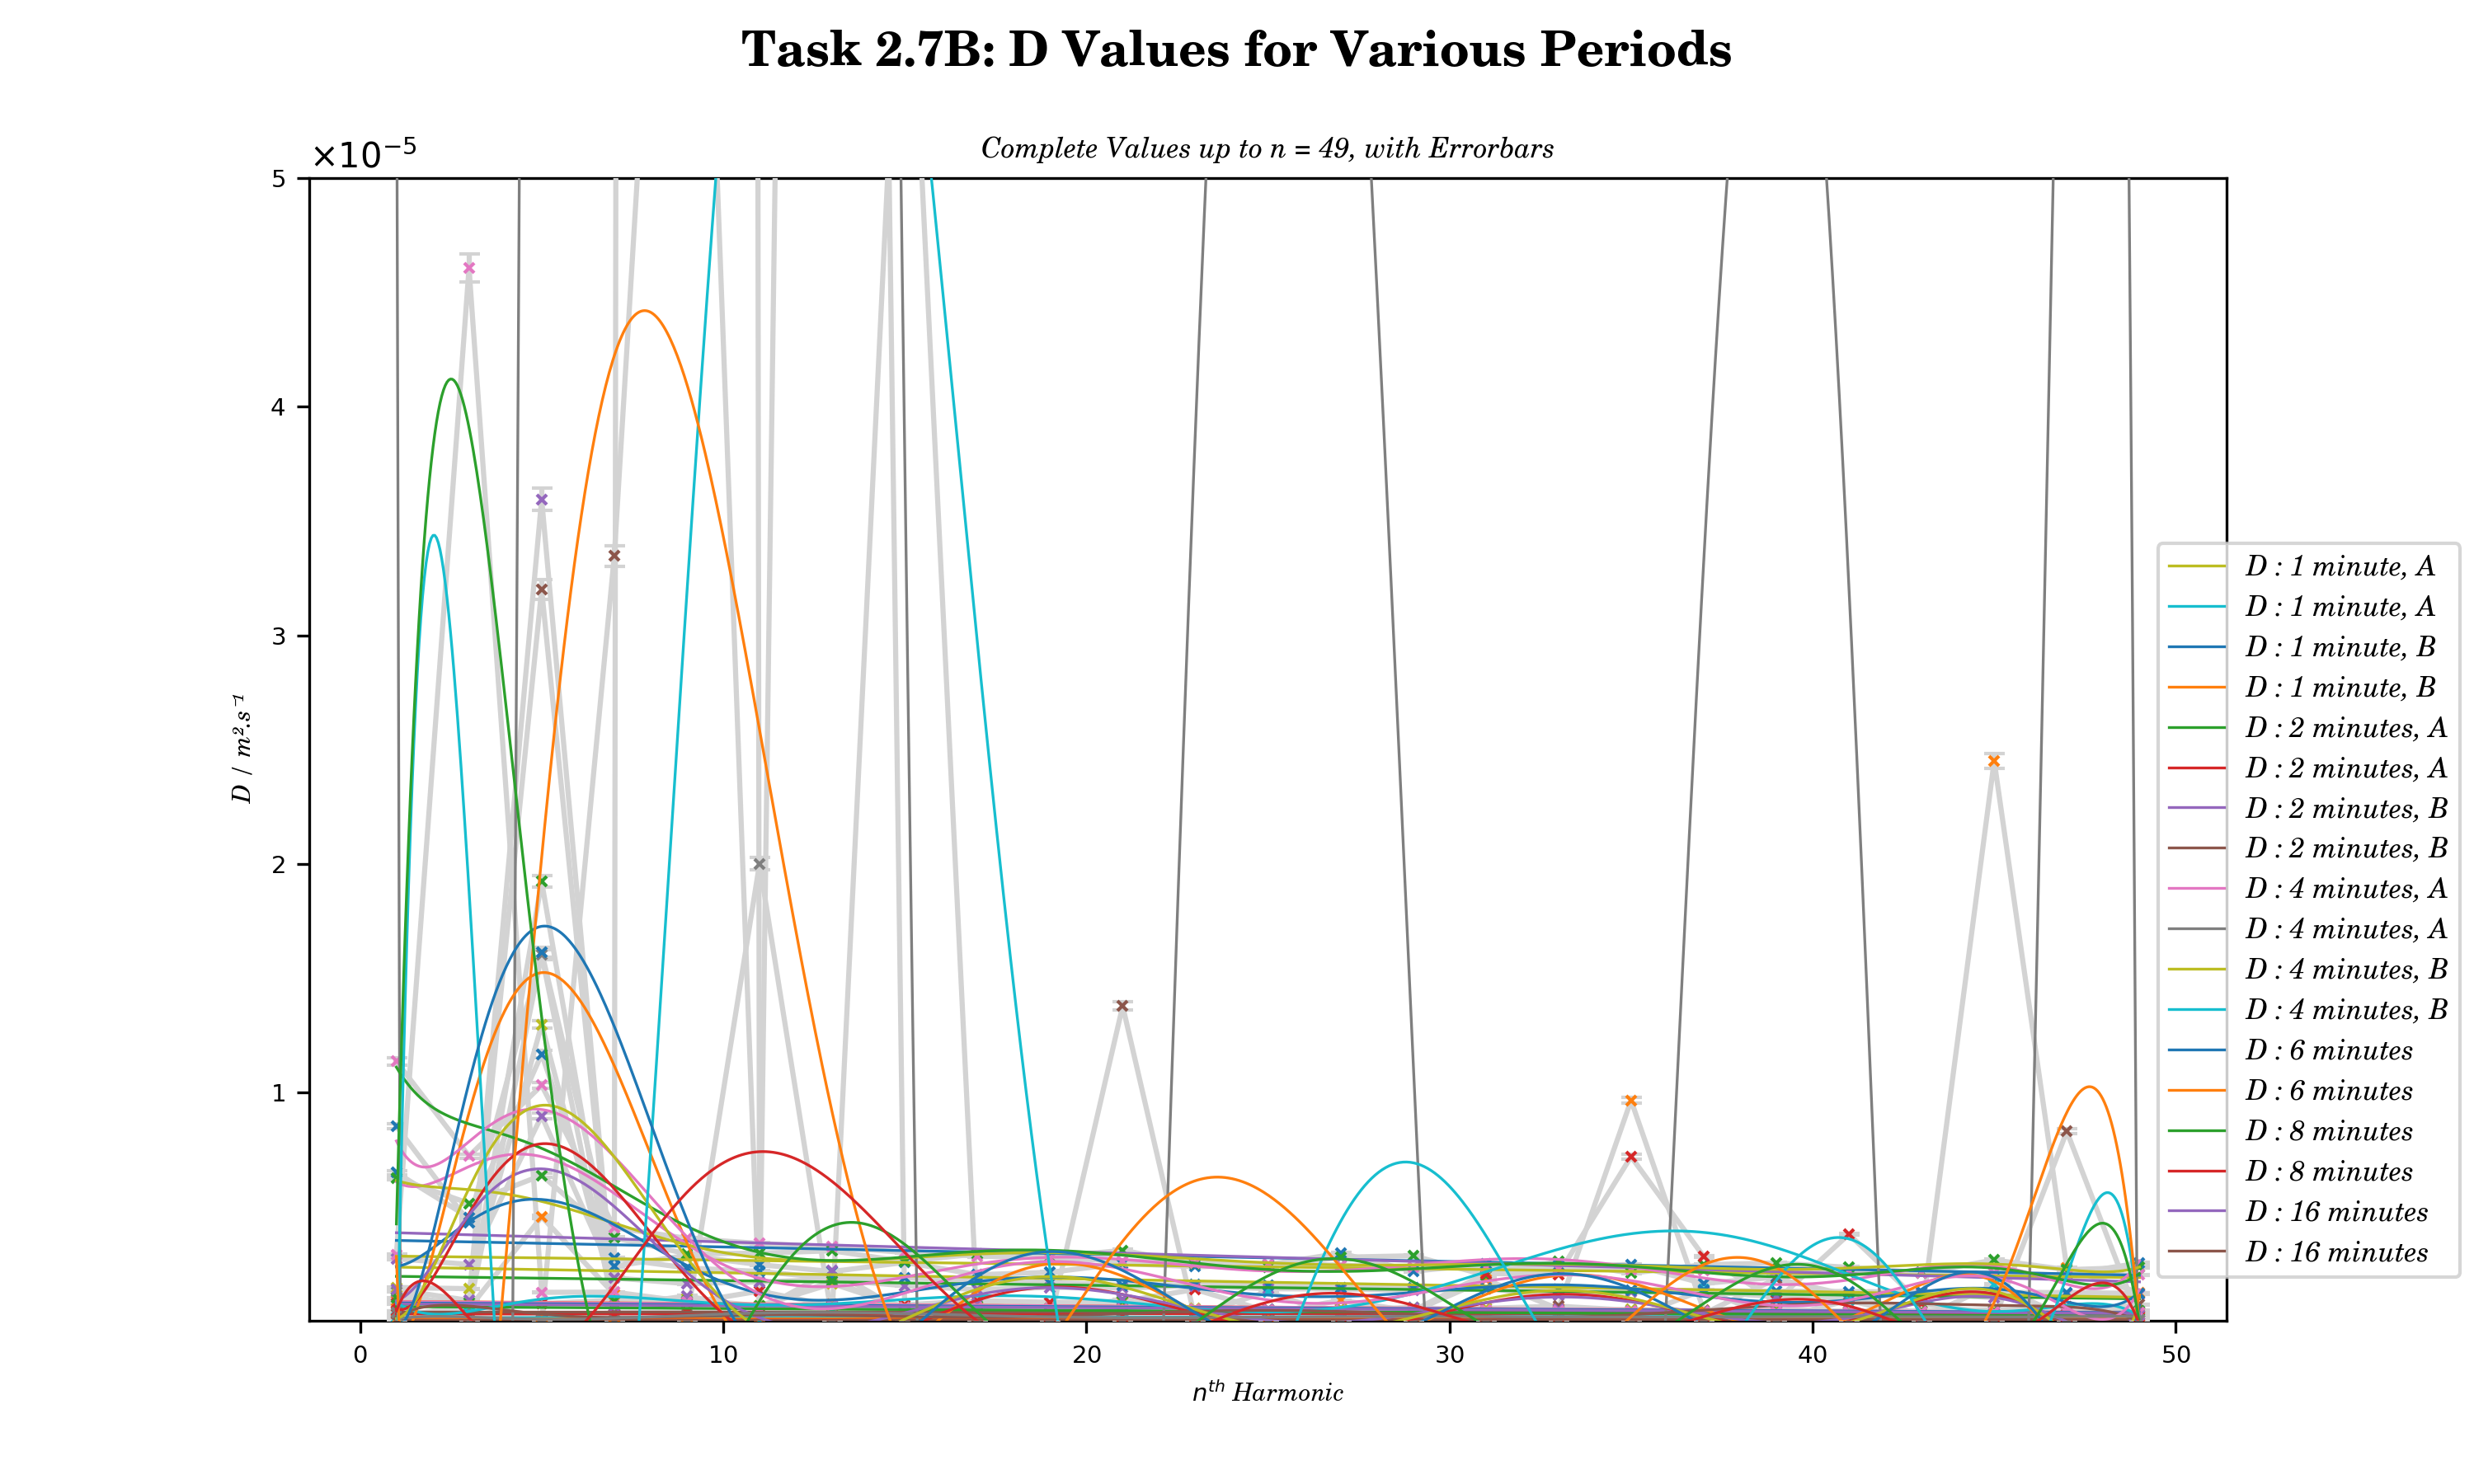 Task 2.7B: D Values for Various Periods
Complete Values up to n = 49, with Errorbars
×10⁻⁵
5
4
3
2
1
D / m².s⁻¹
0 10 20 30 40 50
nᵗʰ Harmonic
D : 1 minute, A
D : 1 minute, A
D : 1 minute, B
D : 1 minute, B
D : 2 minutes, A
D : 2 minutes, A
D : 2 minutes, B
D : 2 minutes, B
D : 4 minutes, A
D : 4 minutes, A
D : 4 minutes, B
D : 4 minutes, B
D : 6 minutes
D : 6 minutes
D : 8 minutes
D : 8 minutes
D : 16 minutes
D : 16 minutes